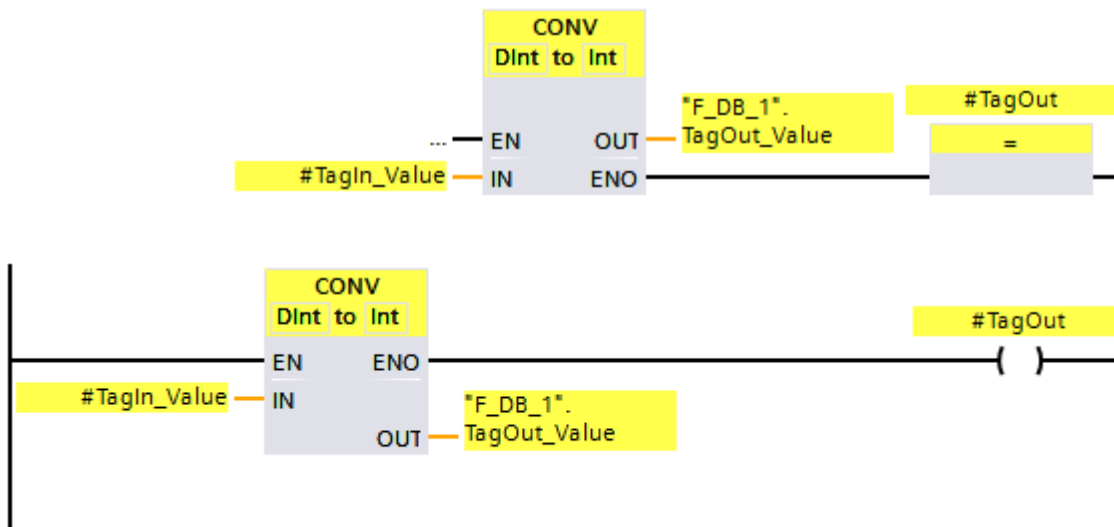 CONV
DInt to Int
"F_DB_1".
TagOut_Value
#TagOut
=
... EN OUT
#TagIn_Value IN ENO
CONV
DInt to Int
#TagOut
EN ENO
( )
#TagIn_Value IN
"F_DB_1".
TagOut_Value
OUT